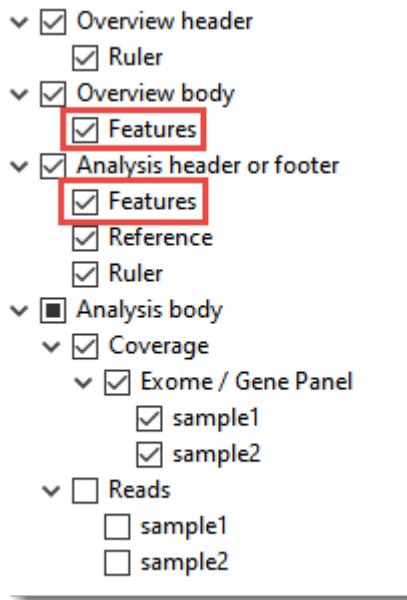 Overview header
Ruler
Overview body
Features
Analysis header or footer
Features
Reference
Ruler
Analysis body
Coverage
Exome / Gene Panel
sample1
sample2
Reads
sample1
sample2